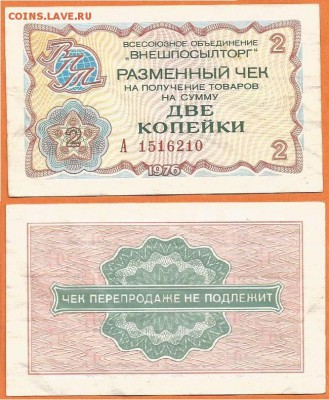 COINS.LAVE.RU
ВПТ
ВСЕСОЮЗНОЕ ОБЪЕДИНЕНИЕ
"ВНЕШПОСЫЛТОРГ"
2
РАЗМЕННЫЙ ЧЕК
НА ПОЛУЧЕНИЕ ТОВАРОВ
НА СУММУ
ДВЕ
КОПЕЙКИ
2
А 1516210
2
1976
ЧЕК ПЕРЕПРОДАЖЕ НЕ ПОДЛЕЖИТ